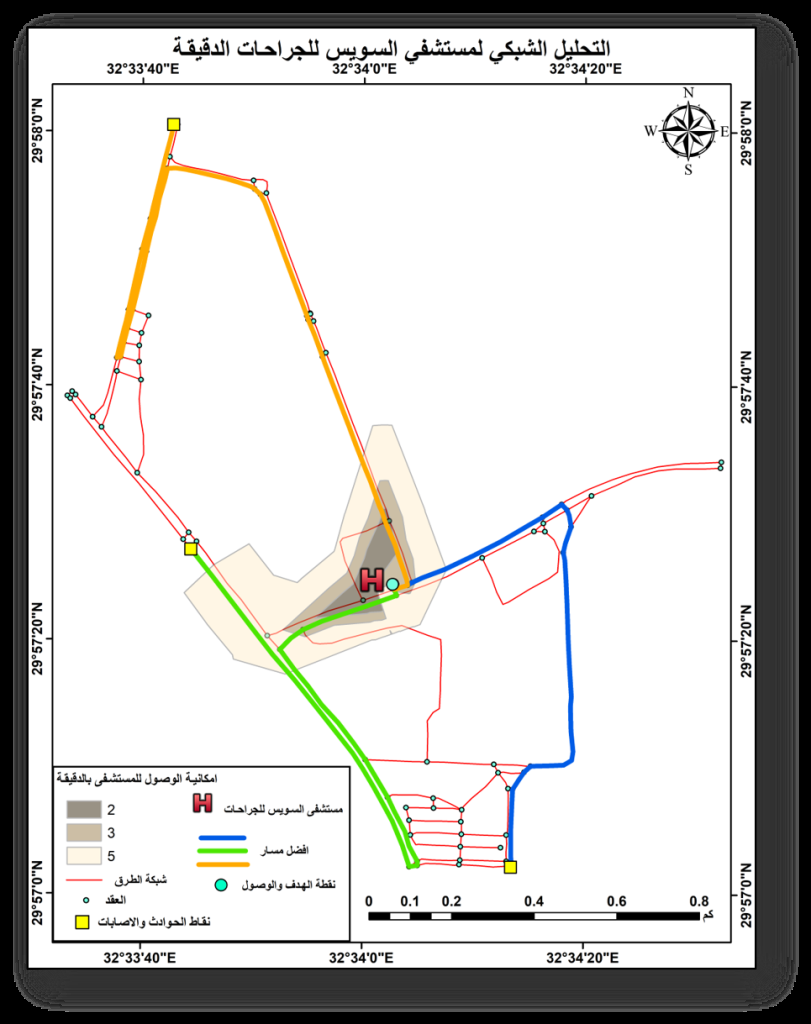 التحليل الشبكي لمستشفي السويس للجراحات الدقيقة
32°33'40"E 32°34'0"E 32°34'20"E
N
W E
S
29°58'0"N 29°58'0"N
29°57'40"N 29°57'40"N
29°57'20"N 29°57'20"N
29°57'0"N 29°57'0"N
H
امكانية الوصول للمستشفى بالدقيقة
2
3
5
H مستشفى السويس للجراحات
افضل مسار
شبكة الطرق
نقطة الهدف والوصول
العقد
نقاط الحوادث والاصابات
0 0.1 0.2 0.4 0.6 0.8
كم
32°33'40"E 32°34'0"E 32°34'20"E